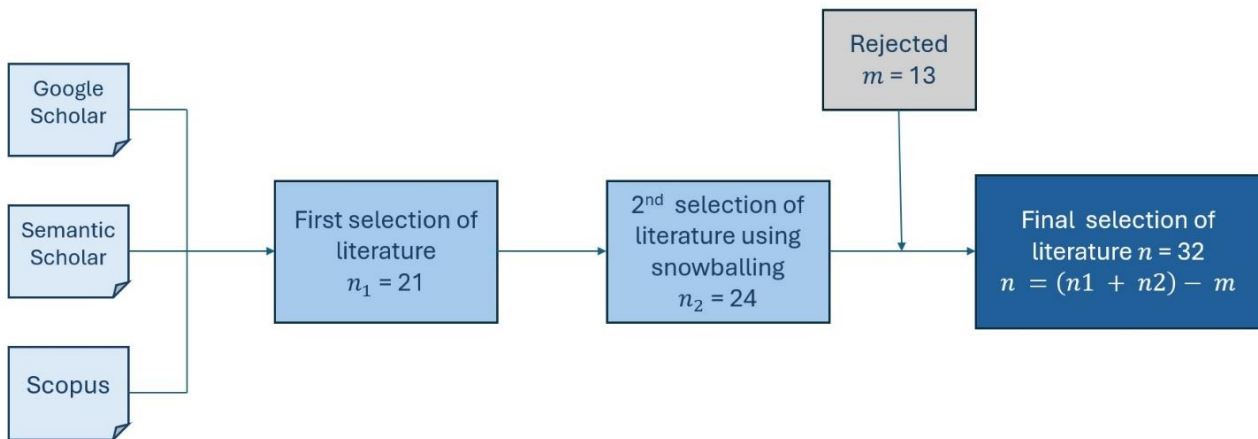 Google
Scholar
Semantic
Scholar
Scopus
First selection of
literature
n₁ = 21
2nd selection of
literature using
snowballing
n₂ = 24
Rejected
m = 13
Final selection of
literature n = 32
n = (n1 + n2) − m